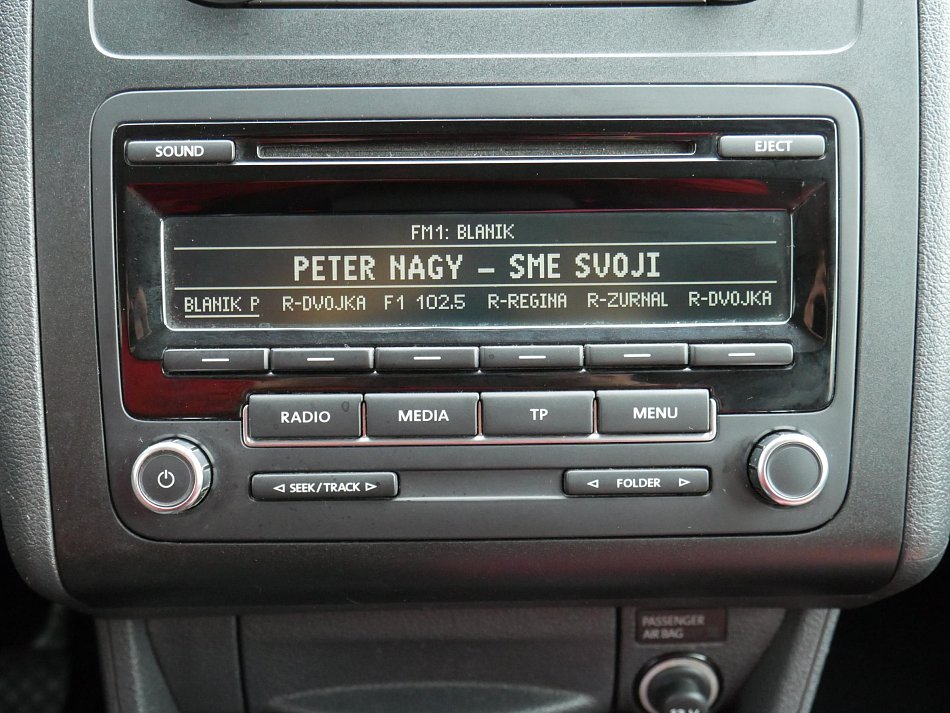 SOUND EJECT
FM1: BLANIK
PETER NAGY – SME SVOJI
BLANIK P R-DVOJKA F1 102.5 R-REGINA R-ZURNAL R-DVOJKA
RADIO MEDIA TP MENU
◁ SEEK/TRACK ▷ ◁ FOLDER ▷
PASSENGER
AIR BAG